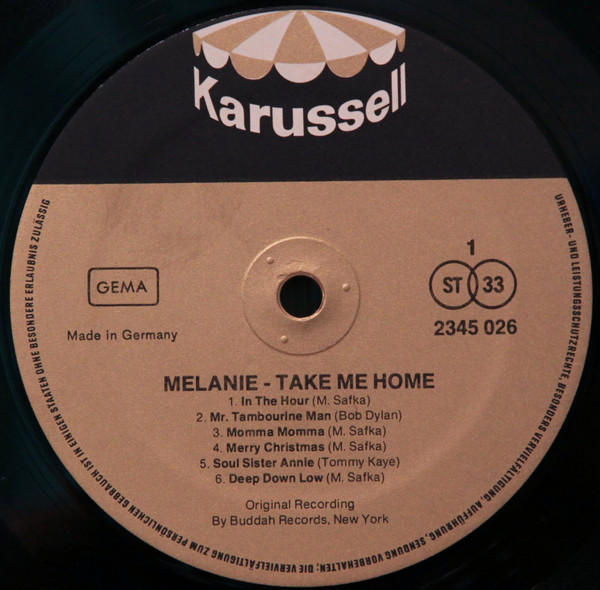 Karussell
GEMA
Made in Germany
1
ST 33
2345 026
MELANIE - TAKE ME HOME
1. In The Hour (M. Safka)
2. Mr. Tambourine Man (Bob Dylan)
3. Momma Momma (M. Safka)
4. Merry Christmas (M. Safka)
5. Soul Sister Annie (Tommy Kaye)
6. Deep Down Low (M. Safka)
Original Recording
By Buddah Records, New York
URHEBER- UND LEISTUNGSSCHUTZRECHTE, BESONDERS VERVIELFÄLTIGUNG, AUFFÜHRUNG, SENDUNG VORBEHALTEN; DIE VERVIELFÄLTIGUNG ZUM PERSÖNLICHEN GEBRAUCH IST IN EINIGEN STAATEN OHNE BESONDERE ERLAUBNIS ZULÄSSIG